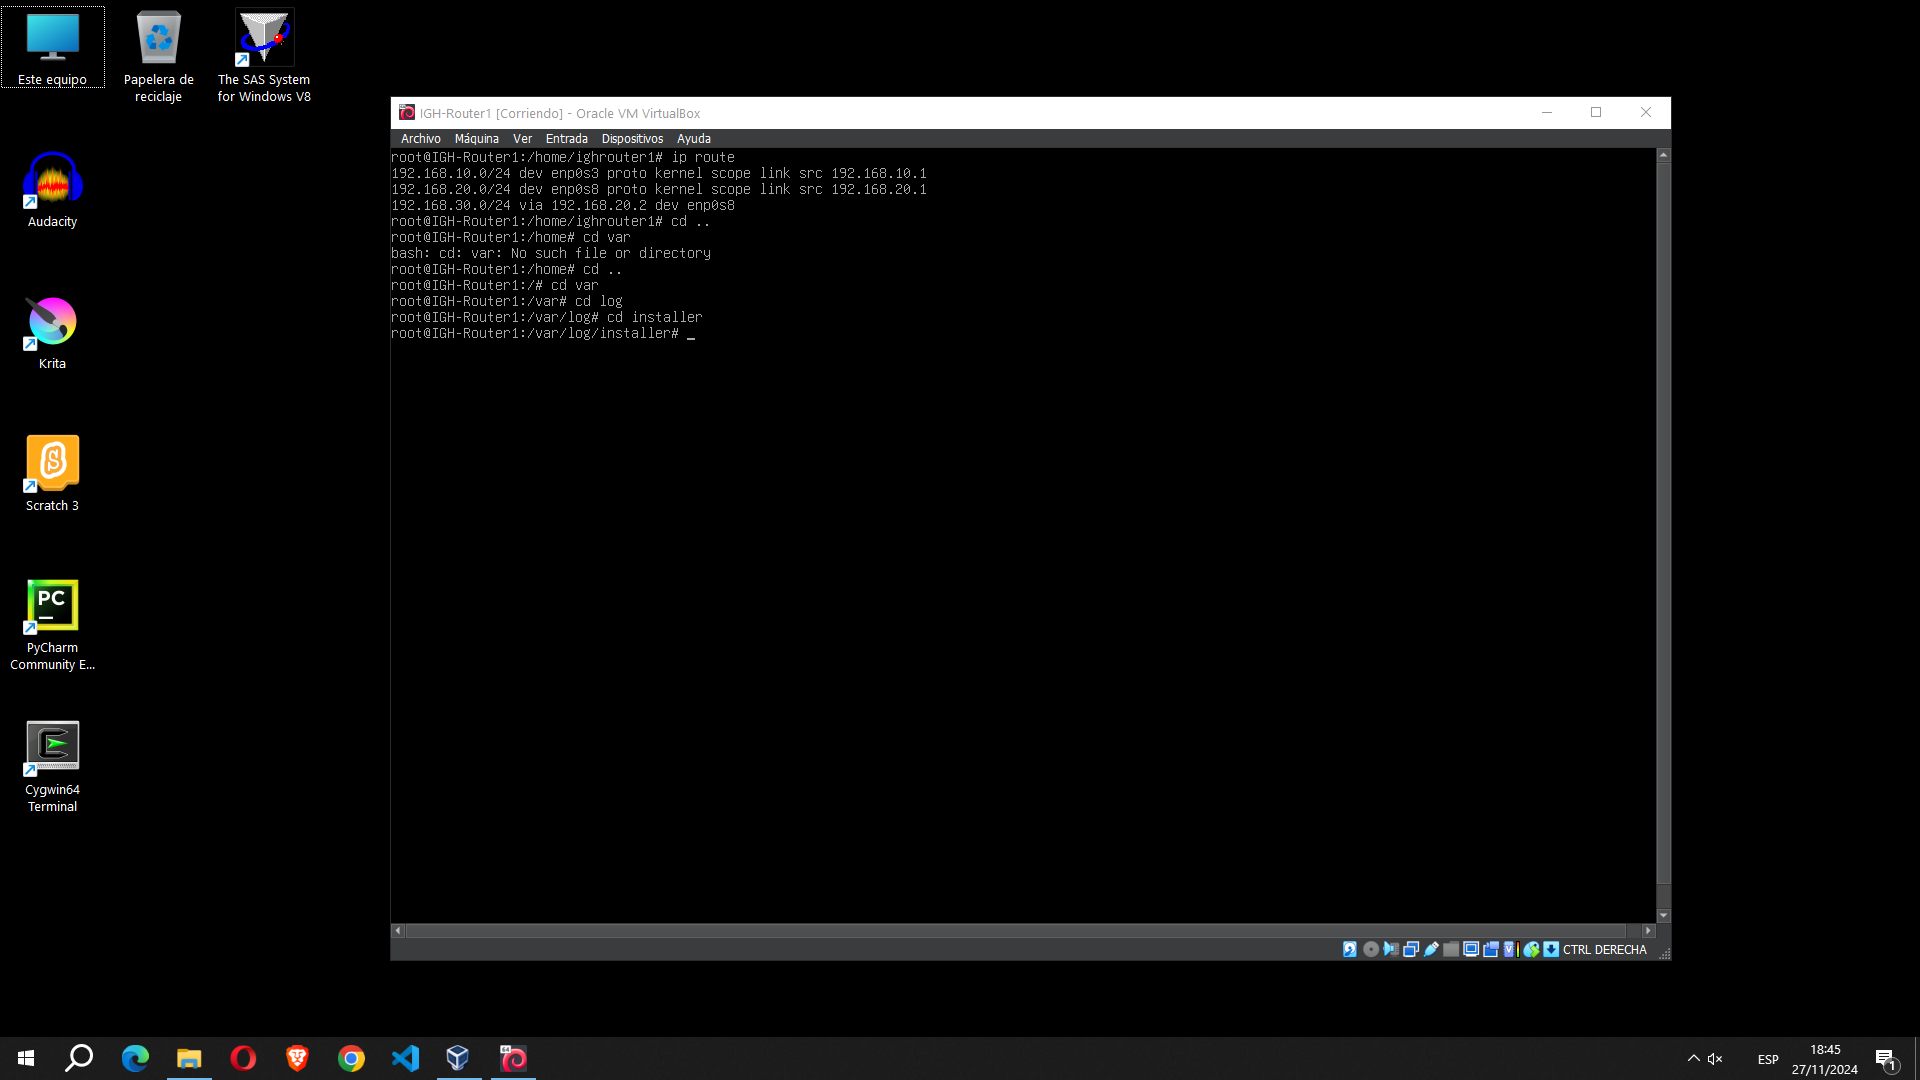 Este equipo
Papelera de
reciclaje
The SAS System
for Windows V8
Audacity
Krita
Scratch 3
PC
PyCharm
Community E...
Cygwin64
Terminal
IGH-Router1 [Corriendo] - Oracle VM VirtualBox
Archivo Máquina Ver Entrada Dispositivos Ayuda
root@IGH-Router1:/home/ighrouter1# ip route
192.168.10.0/24 dev enp0s3 proto kernel scope link src 192.168.10.1
192.168.20.0/24 dev enp0s8 proto kernel scope link src 192.168.20.1
192.168.30.0/24 via 192.168.20.2 dev enp0s8
root@IGH-Router1:/home/ighrouter1# cd ..
root@IGH-Router1:/home# cd var
bash: cd: var: No such file or directory
root@IGH-Router1:/home# cd ..
root@IGH-Router1:/# cd var
root@IGH-Router1:/var# cd log
root@IGH-Router1:/var/log# cd installer
root@IGH-Router1:/var/log/installer# _
CTRL DERECHA
ESP
18:45
27/11/2024
1